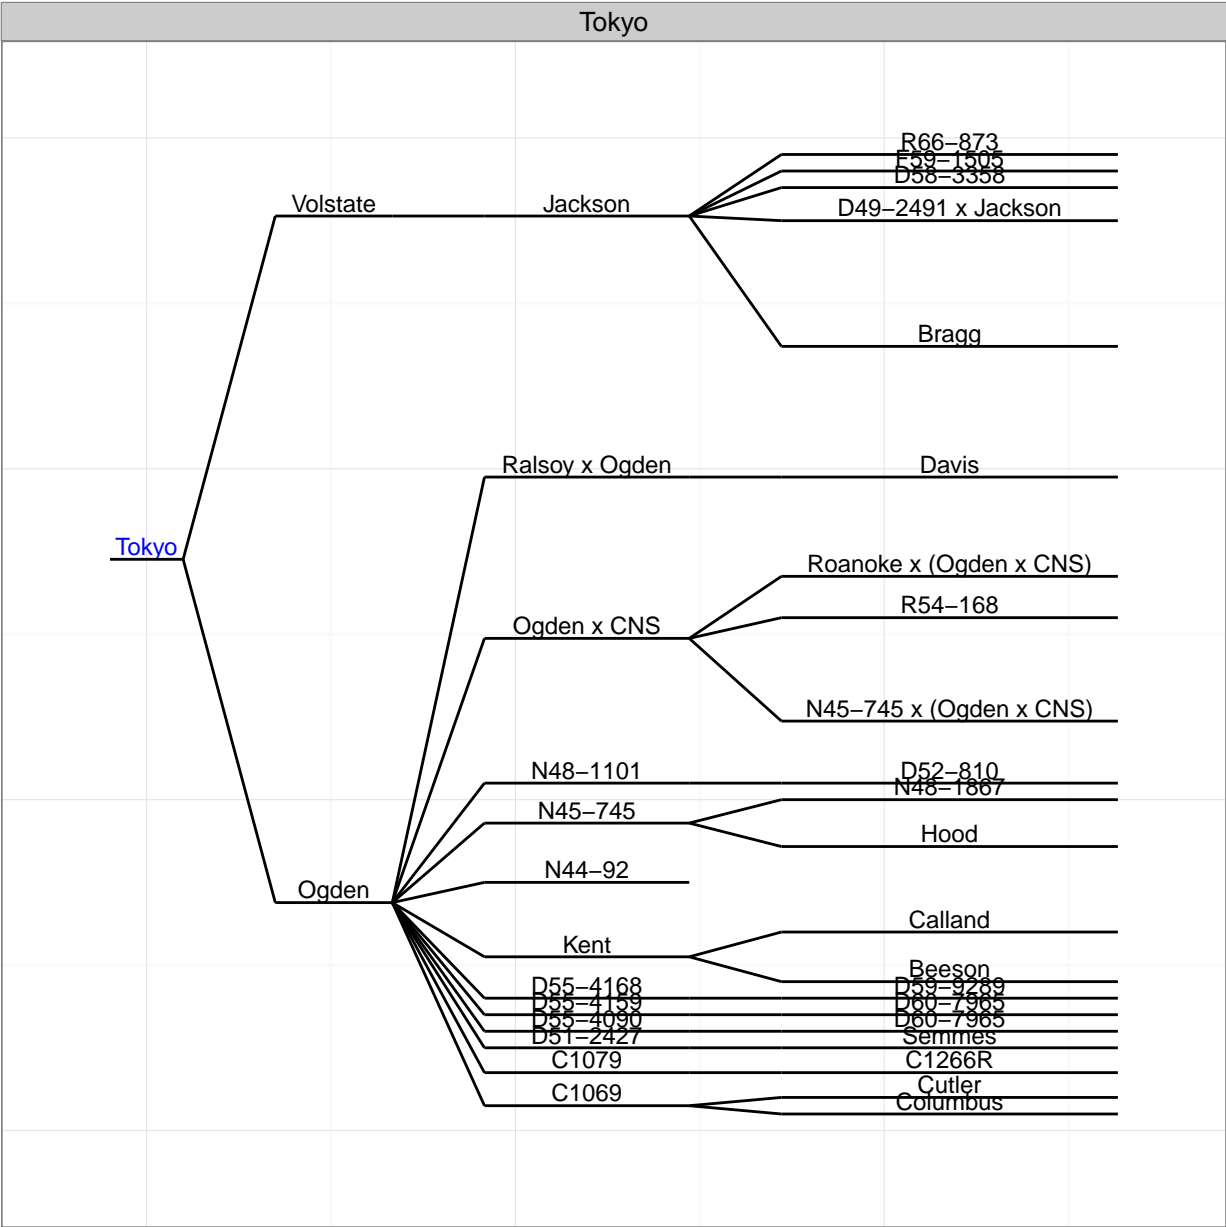 Tokyo
R66−873
F59−1505
D58−3358
Volstate
Jackson
D49−2491 x Jackson
Bragg
Ralsoy x Ogden
Davis
Tokyo
Roanoke x (Ogden x CNS)
R54−168
Ogden x CNS
N45−745 x (Ogden x CNS)
N48−1101
D52−810
N48−1867
N45−745
Hood
N44−92
Ogden
Calland
Kent
Beeson
D55−4168
D59−9289
D55−4159
D60−7965
D55−4090
D60−7965
D51−2427
Semmes
C1079
C1266R
Cutler
C1069
Columbus